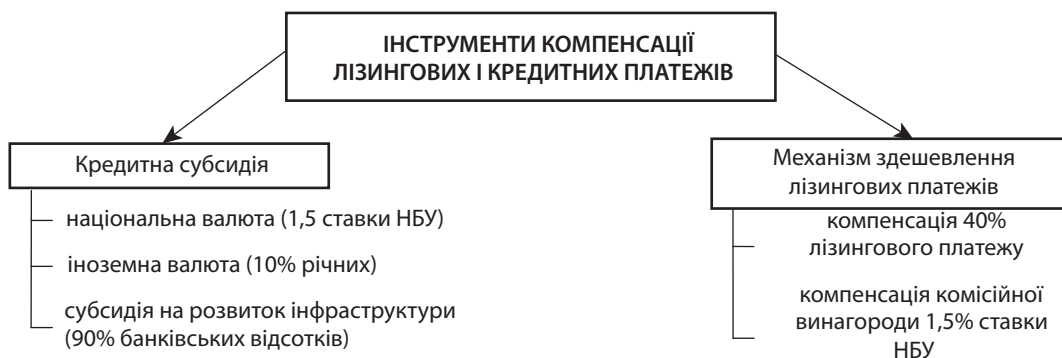 ІНСТРУМЕНТИ КОМПЕНСАЦІЇ
ЛІЗИНГОВИХ І КРЕДИТНИХ ПЛАТЕЖІВ
Кредитна субсидія
національна валюта (1,5 ставки НБУ)
іноземна валюта (10% річних)
субсидія на розвиток інфраструктури
(90% банківських відсотків)
Механізм здешевлення
лізингових платежів
компенсація 40%
лізингового платежу
компенсація комісійної
винагороди 1,5% ставки
НБУ